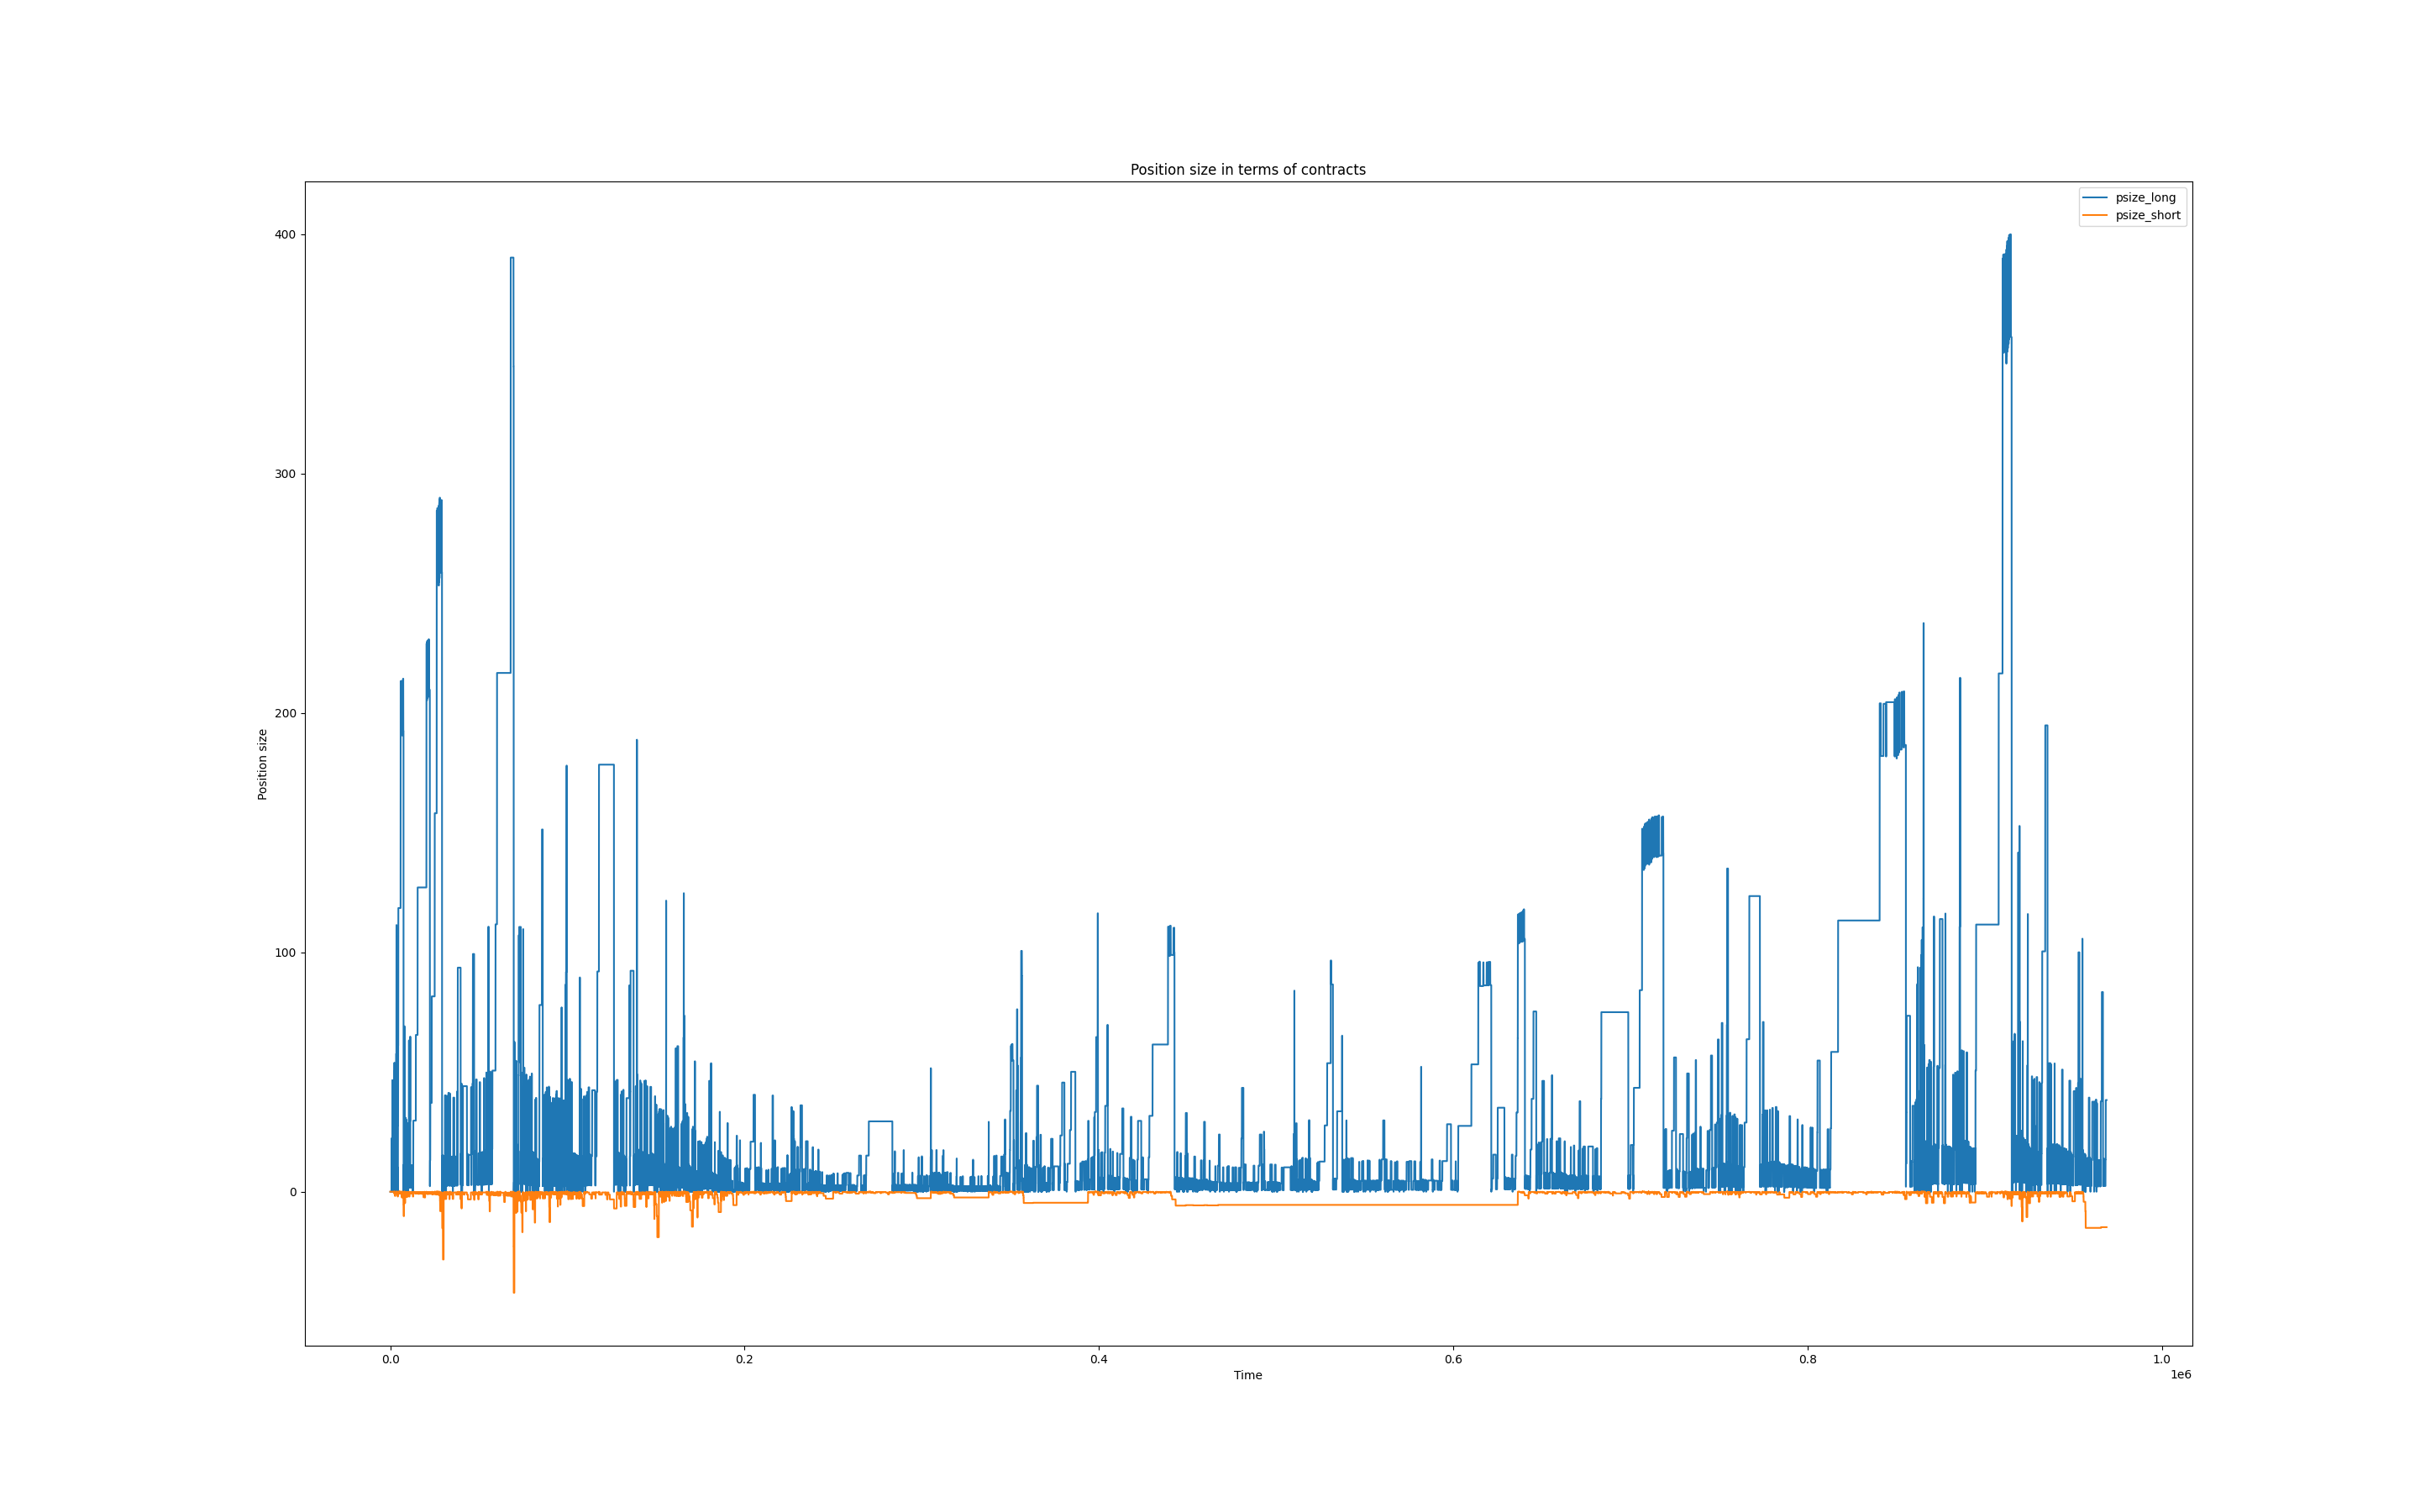 Position size in terms of contracts
psize_long
psize_short
400
300
200
100
0
Position size
0.0
0.2
0.4
0.6
0.8
1.0
Time
1e6